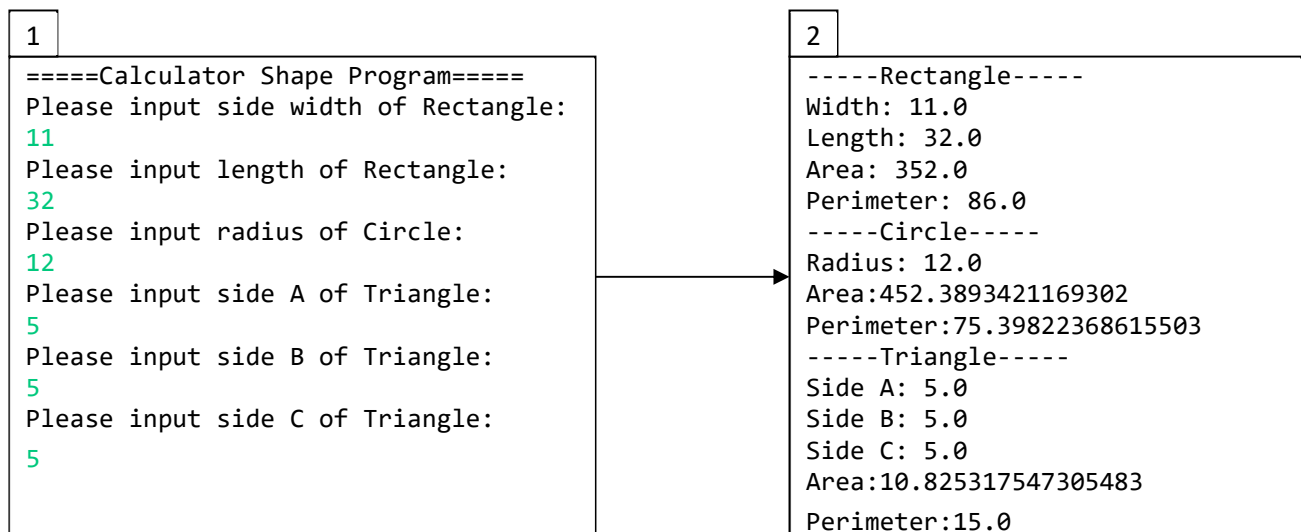 1
=====Calculator Shape Program=====
Please input side width of Rectangle:
11
Please input length of Rectangle:
32
Please input radius of Circle:
12
Please input side A of Triangle:
5
Please input side B of Triangle:
5
Please input side C of Triangle:
5
2
-----Rectangle-----
Width: 11.0
Length: 32.0
Area: 352.0
Perimeter: 86.0
-----Circle-----
Radius: 12.0
Area:452.3893421169302
Perimeter:75.39822368615503
-----Triangle-----
Side A: 5.0
Side B: 5.0
Side C: 5.0
Area:10.825317547305483
Perimeter:15.0